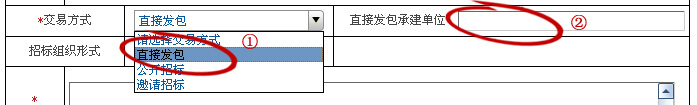 *交易方式 直接发包 直接发包承建单位 ②
请选择交易方式 ①
招标组织形式 直接发包
公开招标
邀请招标
*